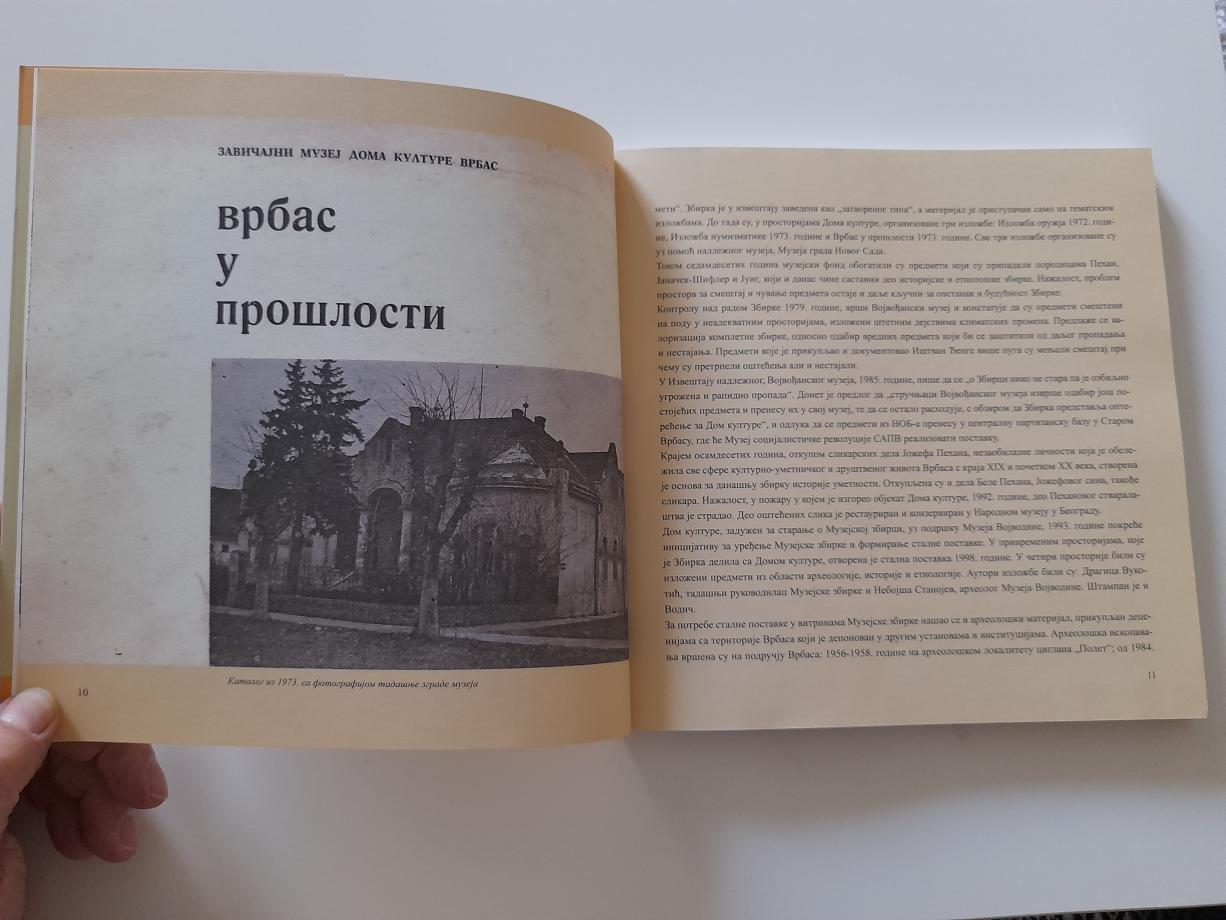 ЗАВИЧАЈНИ МУЗЕЈ ДОМА КУЛТУРЕ ВРБАС
врбас
у
прошлости
Каталог из 1973. са фотографијом тадашње зграде музеја
10
мети“. Збирка је у извештају заведена као „затвореног типа“, а материјал је приступачан само на тематским
изложбама. До тада су, у просторијама Дома културе, организоване три изложбе: Изложба оружја 1972. годи-
не, Изложба нумизматике 1973. године и Врбас у прошлости 1973. године. Све три изложбе организоване су
уз помоћ надлежног музеја, Музеја града Новог Сада.
Током седамдесетих година музејски фонд обогатили су предмети који су припадали породицама Пехан,
Јаначек-Шифлер и Јунг, који и данас чине саставни део историјске и етнолошке збирке. Нажалост, проблем
простора за смештај и чување предмета остаје и даље кључни за опстанак и будућност Збирке.
Контролу над радом Збирке 1979. године, врши Војвођански музеј и констатује да су предмети смештени
на поду у неадекватним просторијама, изложени штетним дејствима климатских промена. Предлаже се ва-
лоризација комплетне збирке, односно одабир вредних предмета који би се заштитили од даљег пропадања
и нестајања. Предмети које је прикупљао и документовао Иштван Ђенге више пута су мењали смештај при
чему су претрпели оштећења али и нестајали.
У Извештају надлежног, Војвођанског музеја, 1985. године, пише да се „о Збирци нико не стара па је озбиљно
угрожена и рапидно пропада“. Донет је предлог да „стручњаци Војвођанског музеја изврше одабир још по-
стојећих предмета и пренесу их у свој музеј, те да се остало расходује, с обзиром да Збирка представља опте-
рећење за Дом културе“, и одлука да се предмети из НОБ-а пренесу у централну партизанску базу у Старом
Врбасу, где ће Музеј социјалистичке револуције САПВ реализовати поставку.
Крајем осамдесетих година, откупом сликарских дела Јожефа Пехана, незаобилазне личности која је обеле-
жила све сфере културно-уметничког и друштвеног живота Врбаса с краја XIX и почетком XX века, створена
је основа за данашњу збирку историје уметности. Откупљена су и дела Беле Пехана, Јожефовог сина, такође
сликара. Нажалост, у пожару у којем је изгорео објекат Дома културе, 1992. године, део Пехановог стварала-
штва је страдао. Део оштећених слика је рестауриран и конзервиран у Народном музеју у Београду.
Дом културе, задужен за старање о Музејској збирци, уз подршку Музеја Војводине, 1993. године покреће
иницијативу за уређење Музејске збирке и формирање сталне поставке. У привременим просторијама, које
је Збирка делила са Домом културе, отворена је стална поставка 1998. године. У четири просторије били су
изложени предмети из области археологије, историје и етнологије. Аутори изложбе били су: Драгица Вуко-
тић, тадашњи руководилац Музејске збирке и Небојша Станојев, археолог Музеја Војводине. Штампан је и
Водич.
За потребе сталне поставке у витринама Музејске збирке нашао се и археолошки материјал, прикупљан деце-
нијама са територије Врбаса који је депонован у другим установама и институцијама. Археолошка ископава-
ња вршена су на подручју Врбаса: 1956-1958. године на археолошком локалитету циглана „Полет“; од 1984.
11